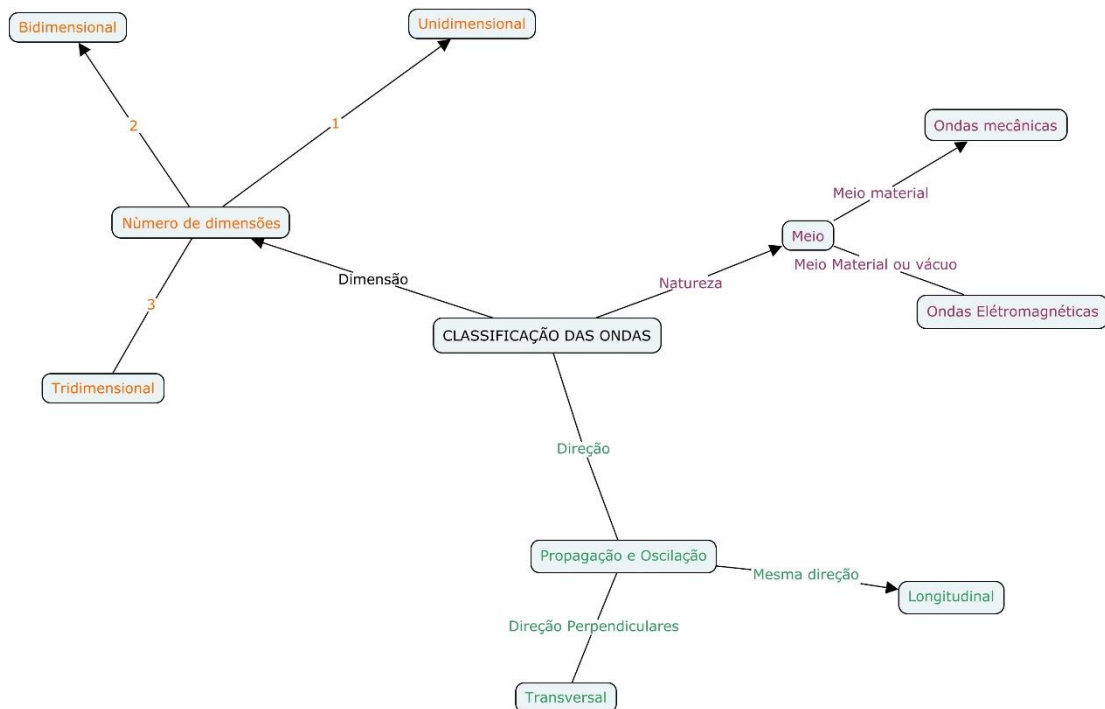 Bidimensional
Unidimensional
2
1
Ondas mecânicas
Meio material
Nùmero de dimensões
Meio
Meio Material ou vácuo
Dimensão
Natureza
3
Ondas Elétromagnéticas
CLASSIFICAÇÃO DAS ONDAS
Tridimensional
Direção
Propagação e Oscilação
Mesma direção
Longitudinal
Direção Perpendiculares
Transversal